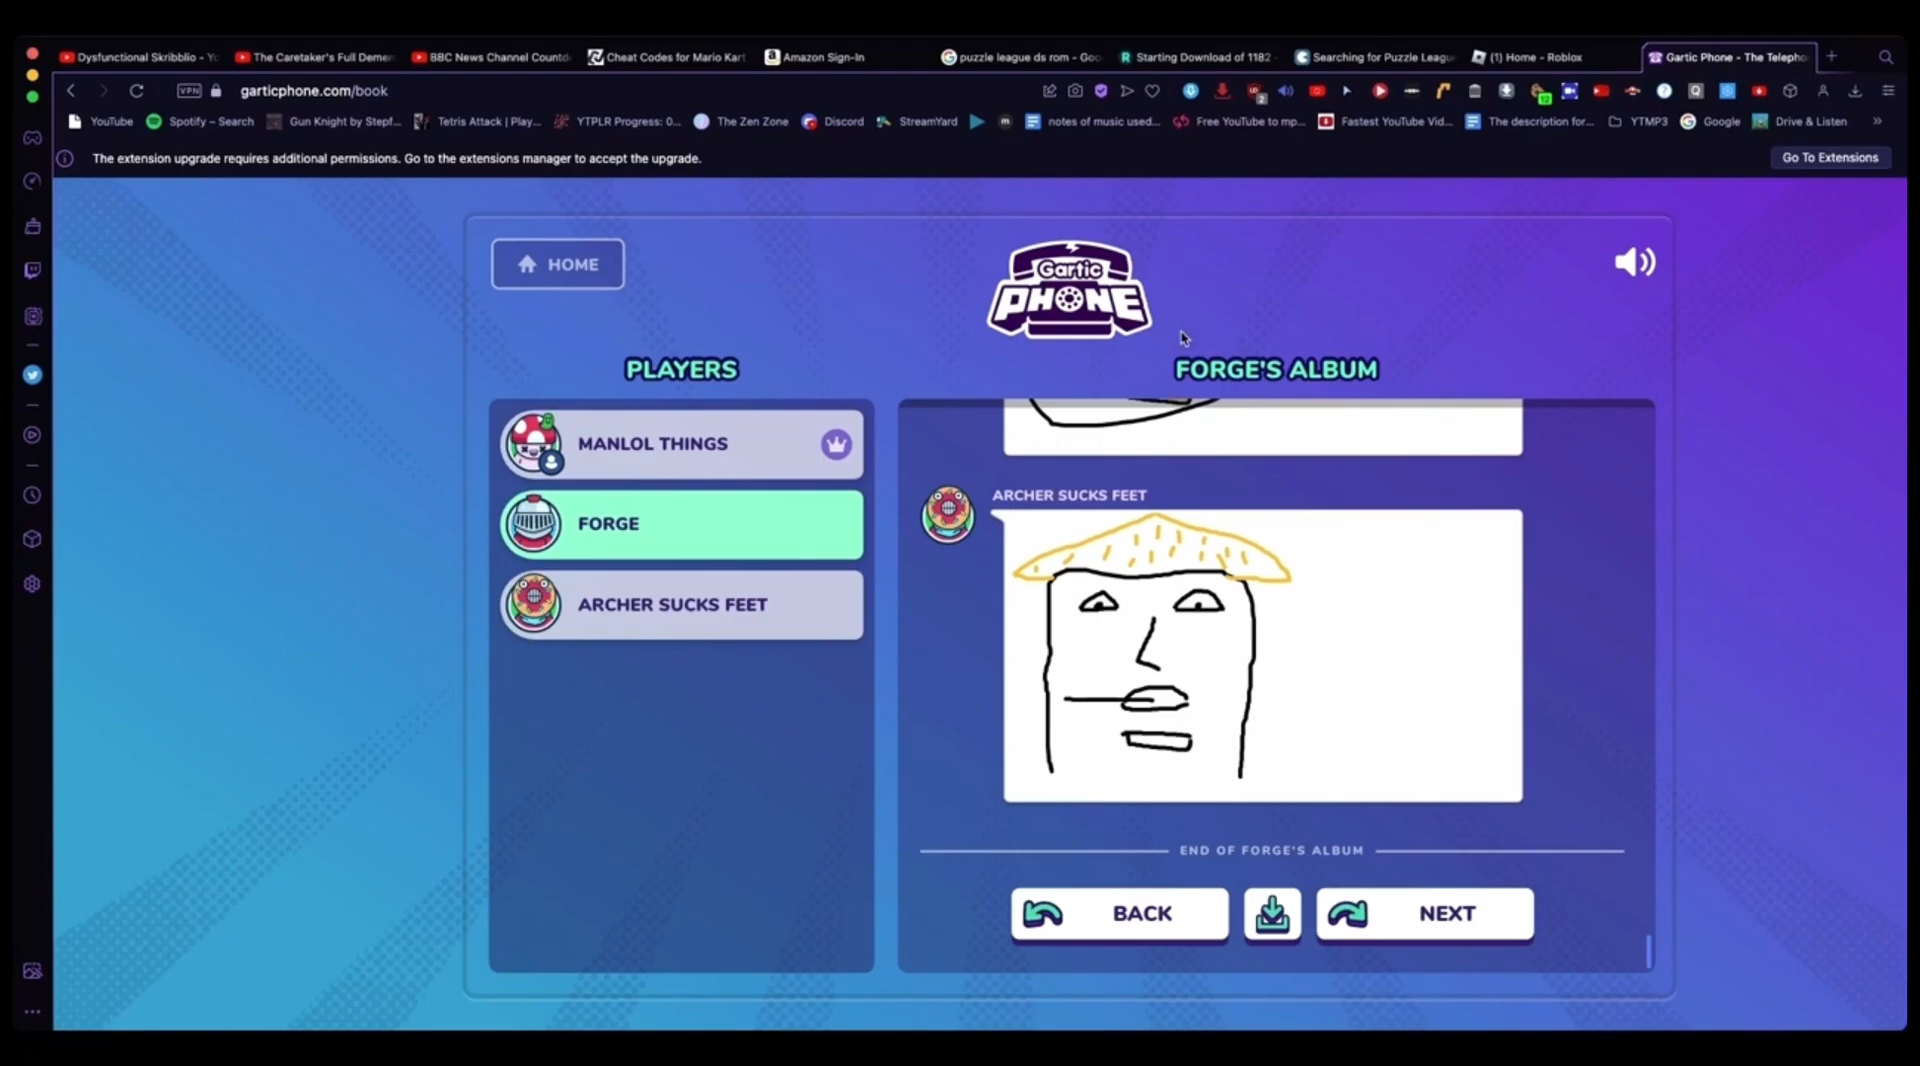 Dysfunctional Skribblio - Yo
The Caretaker's Full Demen
BBC News Channel Countd
Cheat Codes for Mario Kart
Amazon Sign-In
puzzle league ds rom - Goo
Starting Download of 1182
Searching for Puzzle Leagu
(1) Home - Roblox
Gartic Phone - The Telepho
VPN
garticphone.com/book
2
12
YouTube
Spotify – Search
Gun Knight by Stepf...
Tetris Attack | Play...
YTPLR Progress: 0...
The Zen Zone
Discord
StreamYard
m
notes of music used...
Free YouTube to mp...
Fastest YouTube Vid...
The description for...
YTMP3
Google
Drive & Listen
The extension upgrade requires additional permissions. Go to the extensions manager to accept the upgrade.
Go To Extensions
HOME
Gartic
PHONE
PLAYERS
FORGE'S ALBUM
MANLOL THINGS
FORGE
ARCHER SUCKS FEET
ARCHER SUCKS FEET
END OF FORGE'S ALBUM
BACK
NEXT